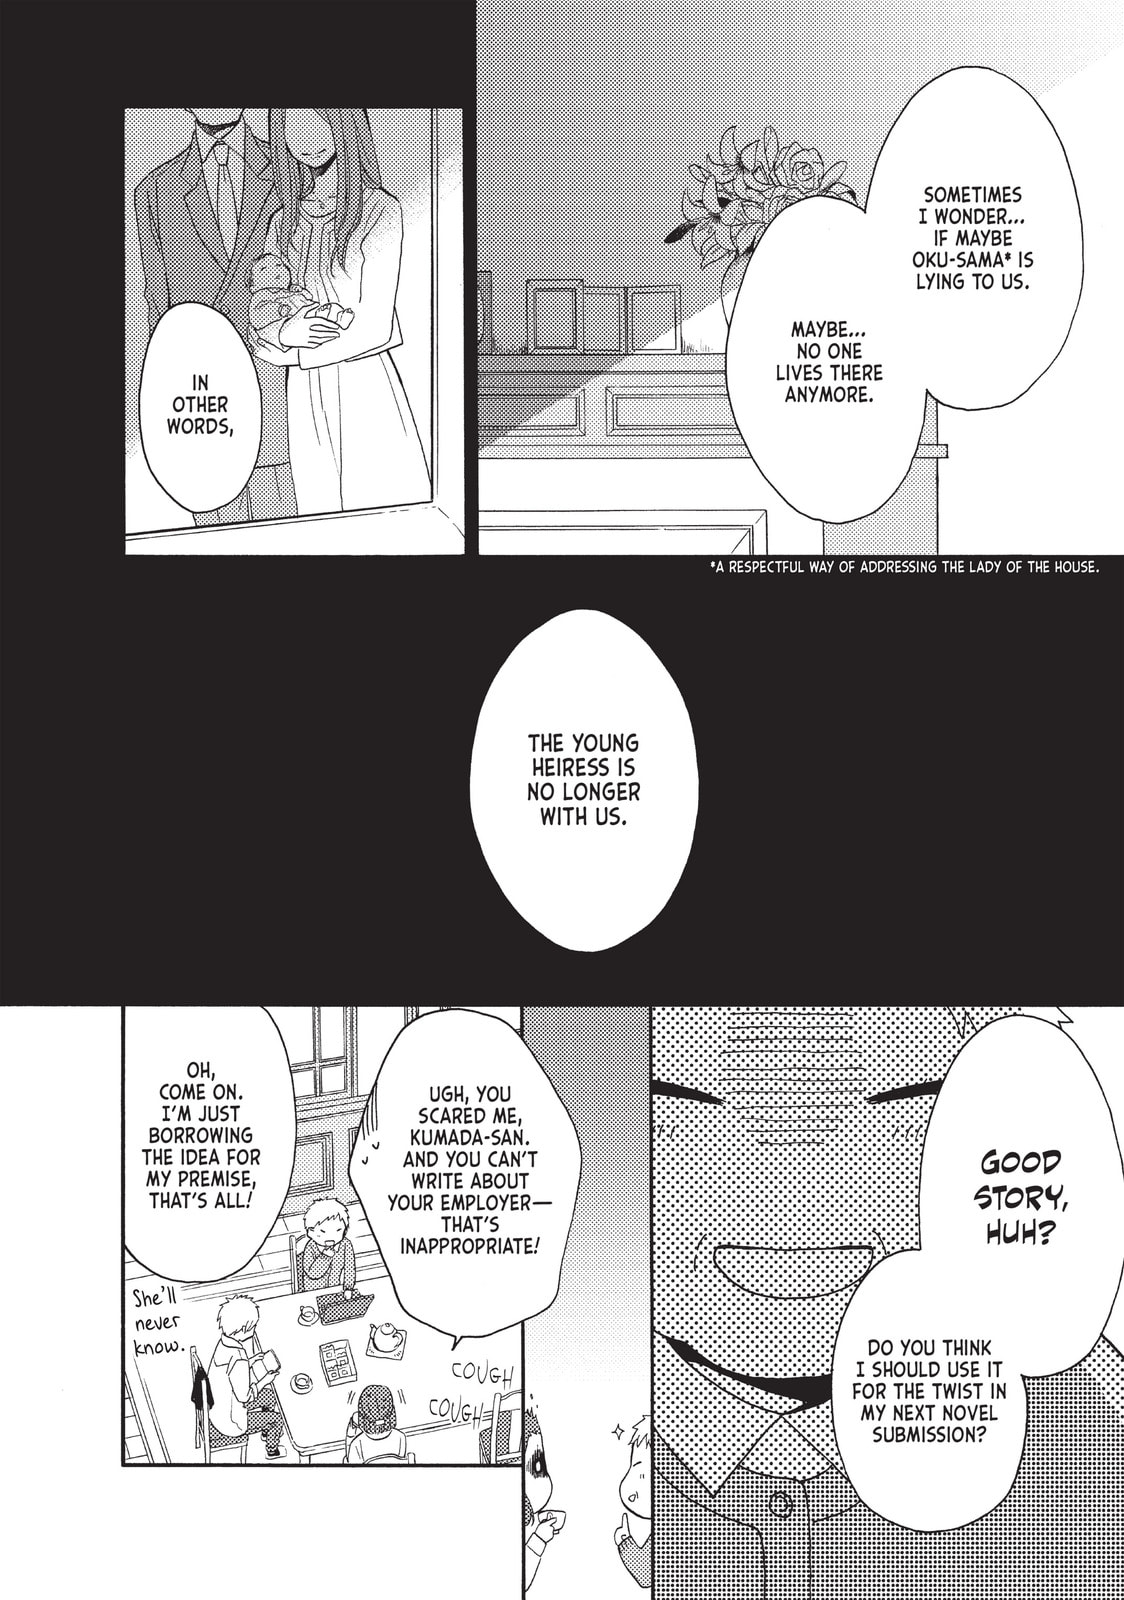 SOMETIMES
I WONDER...
IF MAYBE
OKU-SAMA* IS
LYING TO US.
MAYBE...
NO ONE
LIVES THERE
ANYMORE.
*A RESPECTFUL WAY OF ADDRESSING THE LADY OF THE HOUSE.
IN
OTHER
WORDS,
THE YOUNG
HEIRESS IS
NO LONGER
WITH US.
GOOD
STORY,
HUH?
DO YOU THINK
I SHOULD USE IT
FOR THE TWIST IN
MY NEXT NOVEL
SUBMISSION?
UGH, YOU
SCARED ME,
KUMADA-SAN.
AND YOU CAN'T
WRITE ABOUT
YOUR EMPLOYER—
THAT'S
INAPPROPRIATE!
COUGH
COUGH
OH,
COME ON.
I'M JUST
BORROWING
THE IDEA FOR
MY PREMISE,
THAT'S ALL!
She'll
never
know.